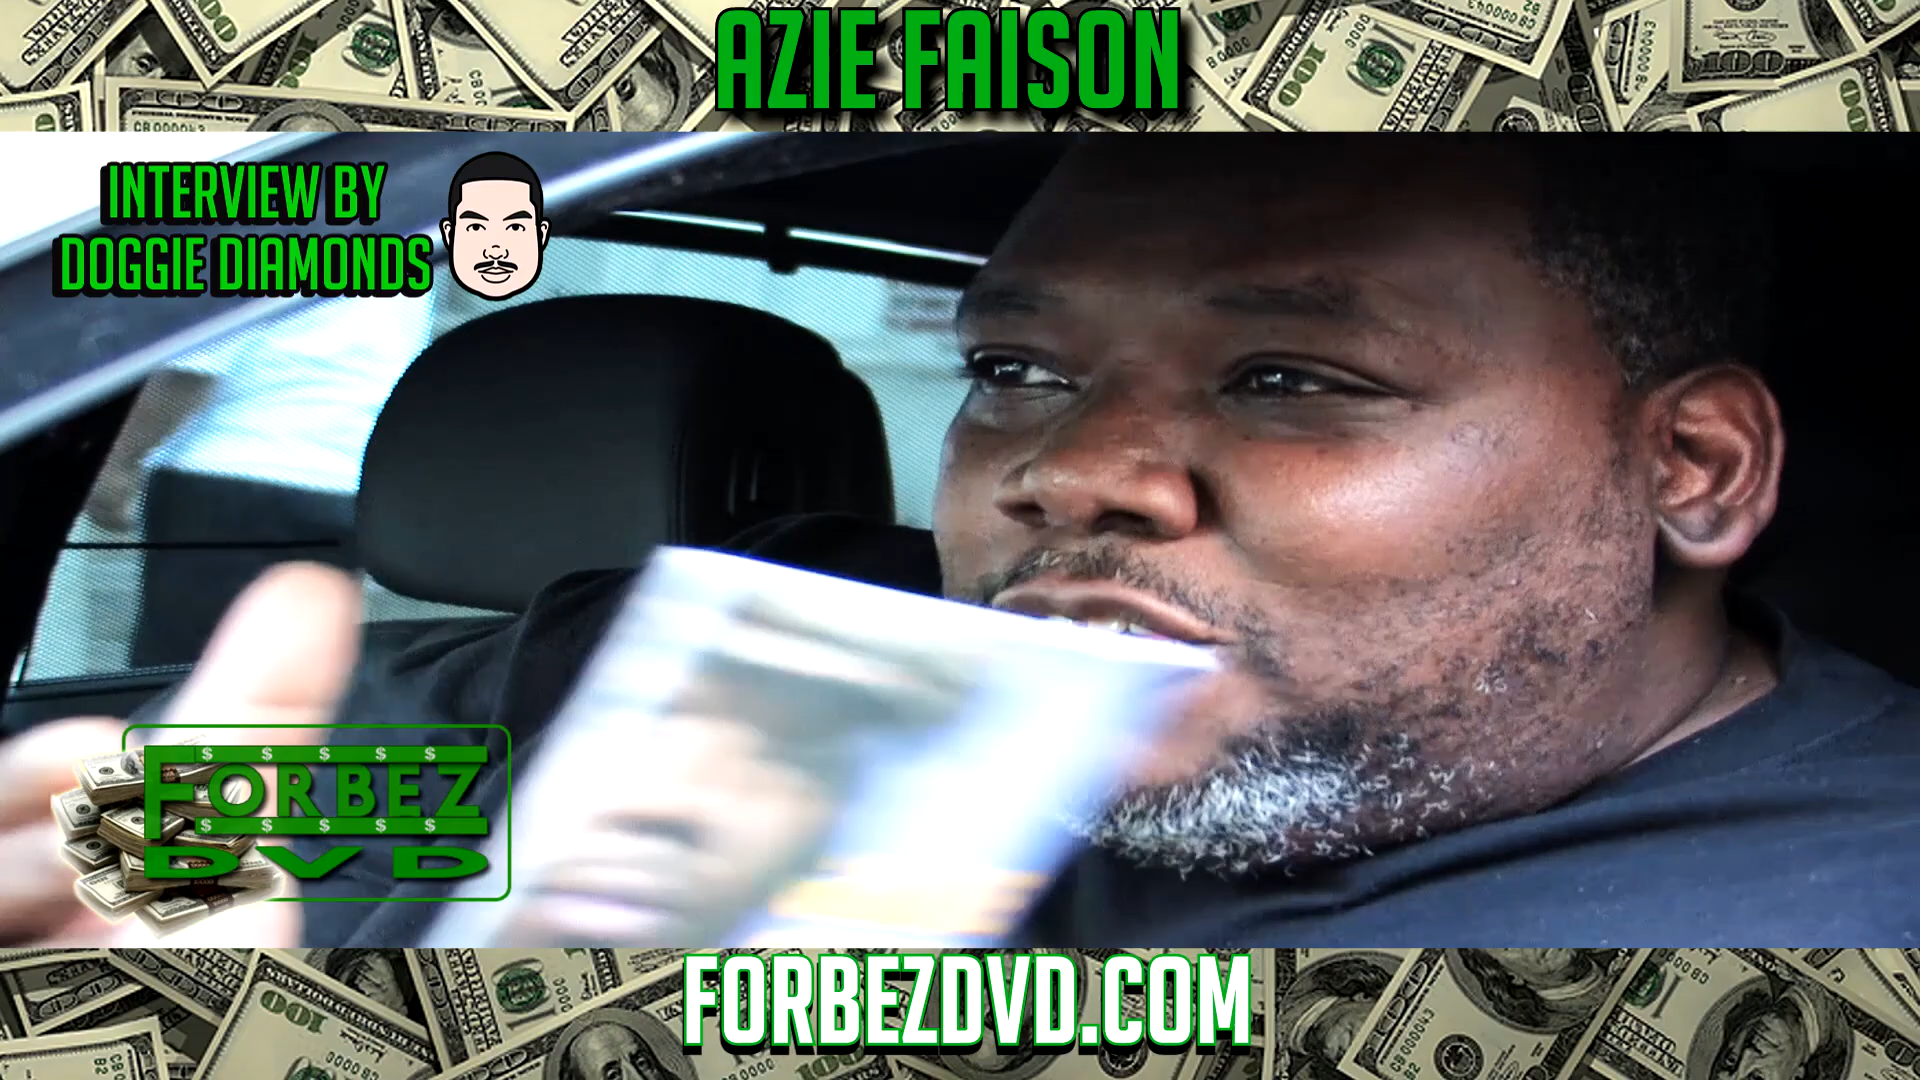 AZIE FAISON
INTERVIEW BY
DOGGIE DIAMONDS
$ $ $ $ $
FORBEZ
$ $ $ $ $
DVD
FORBEZDVD.COM